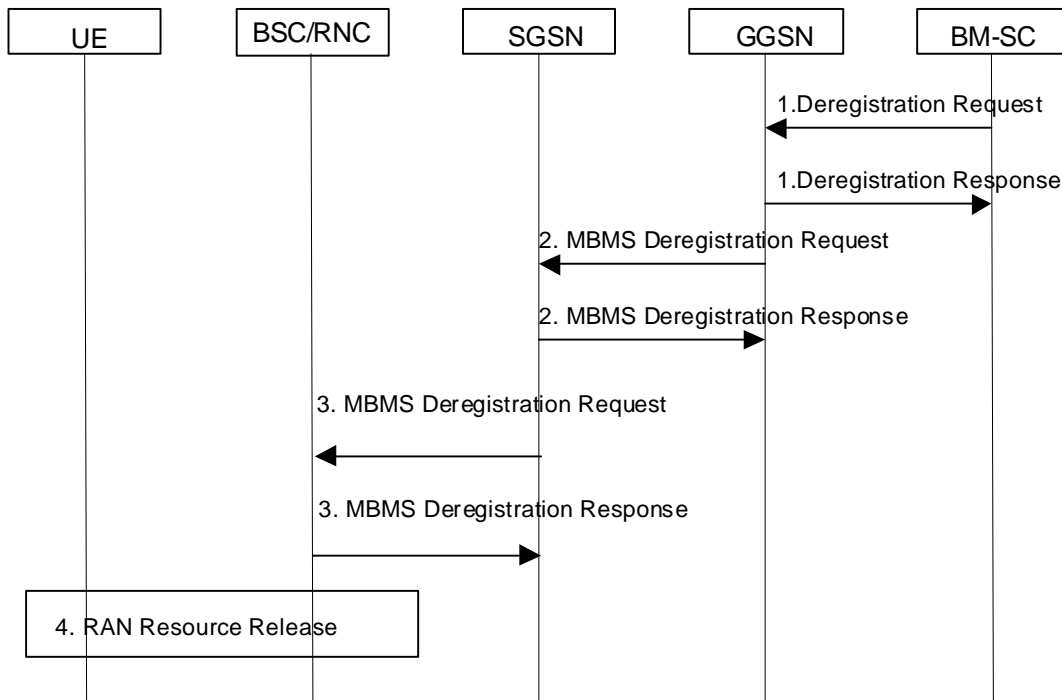 UE
BSC/RNC
SGSN
GGSN
BM-SC
1.Deregistration Request
1.Deregistration Response
2. MBMS Deregistration Request
2. MBMS Deregistration Response
3. MBMS Deregistration Request
3. MBMS Deregistration Response
4. RAN Resource Release